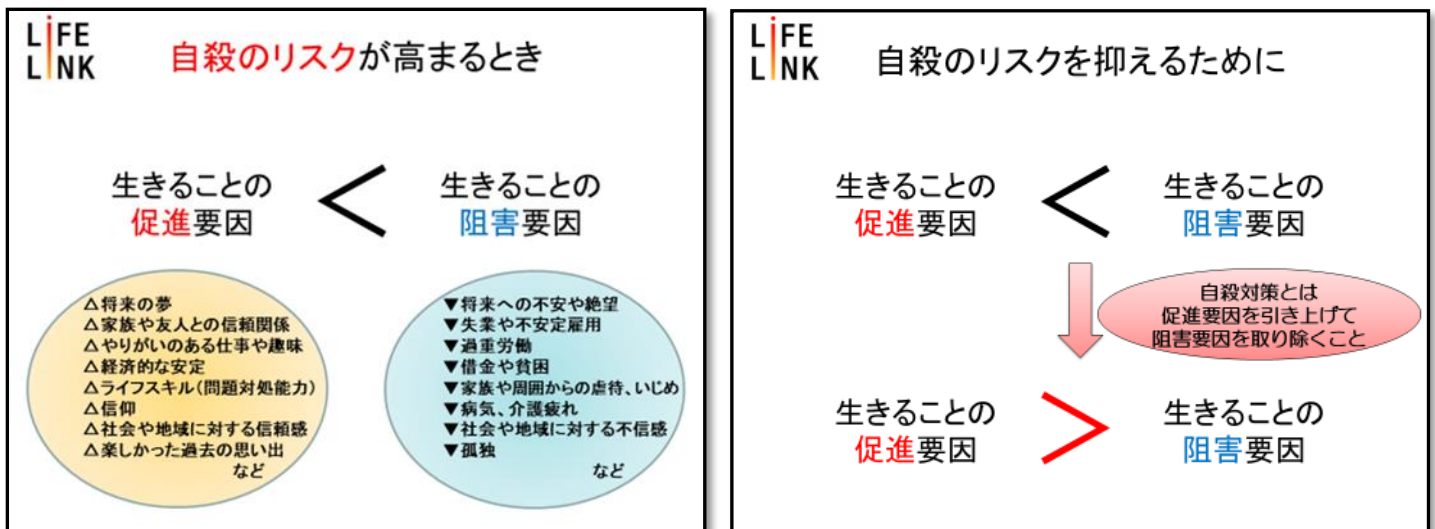 LiFE
LiNK
自殺のリスクが高まるとき
生きることの
促進要因
<
生きることの
阻害要因
△将来の夢
△家族や友人との信頼関係
△やりがいのある仕事や趣味
△経済的な安定
△ライフスキル(問題対処能力)
△信仰
△社会や地域に対する信頼感
△楽しかった過去の思い出
など
▼将来への不安や絶望
▼失業や不安定雇用
▼過重労働
▼借金や貧困
▼家族や周囲からの虐待、いじめ
▼病気、介護疲れ
▼社会や地域に対する不信感
▼孤独
など
LiFE
LiNK
自殺のリスクを抑えるために
生きることの
促進要因
<
生きることの
阻害要因
自殺対策とは
促進要因を引き上げて
阻害要因を取り除くこと
生きることの
促進要因
>
生きることの
阻害要因